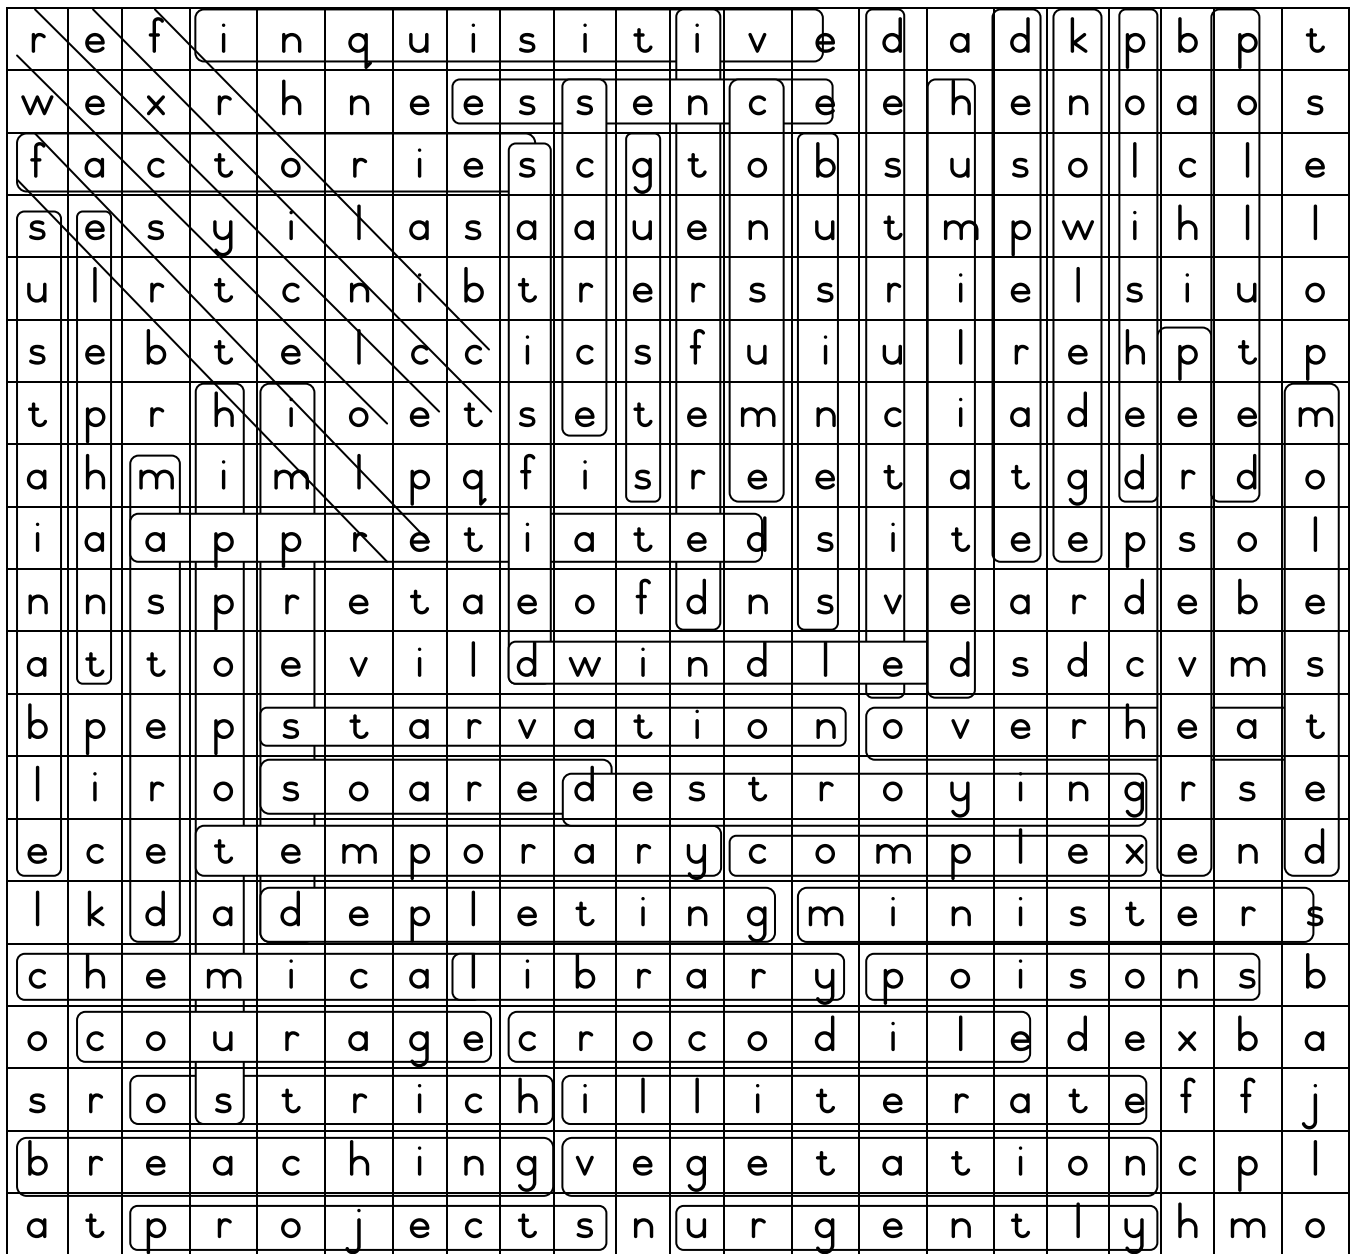 r e f i n q u i s i t i v e d a d k p b p t
w e x r h n e e s s e n c e e h e n o a o s
f a c t o r i e s c g t o b s u s o l c l e
s e s y i l a s a a u e n u t m p w i h l l
u l r t c n i b t r e r s s r i e l s i u o
s e b t e l c c i c s f u i u l r e h p t p
t p r h i o e t s e t e m n c i a d e e e m
a h m i m l p q f i s r e e t a t g d r d o
i a a p p r e t i a t e d s i t e e p s o l
n n s p r e t a e o f d n s v e a r d e b e
a t t o e v i l d w i n d l e d s d c v m s
b p e p s t a r v a t i o n o v e r h e a t
l i r o s o a r e d e s t r o y i n g r s e
e c e t e m p o r a r y c o m p l e x e n d
l k d a d e p l e t i n g m i n i s t e r s
c h e m i c a l i b r a r y p o i s o n s b
o c o u r a g e c r o c o d i l e d e x b a
s r o s t r i c h i l l i t e r a t e f f j
b r e a c h i n g v e g e t a t i o n c p l
a t p r o j e c t s n u r g e n t l y h m o